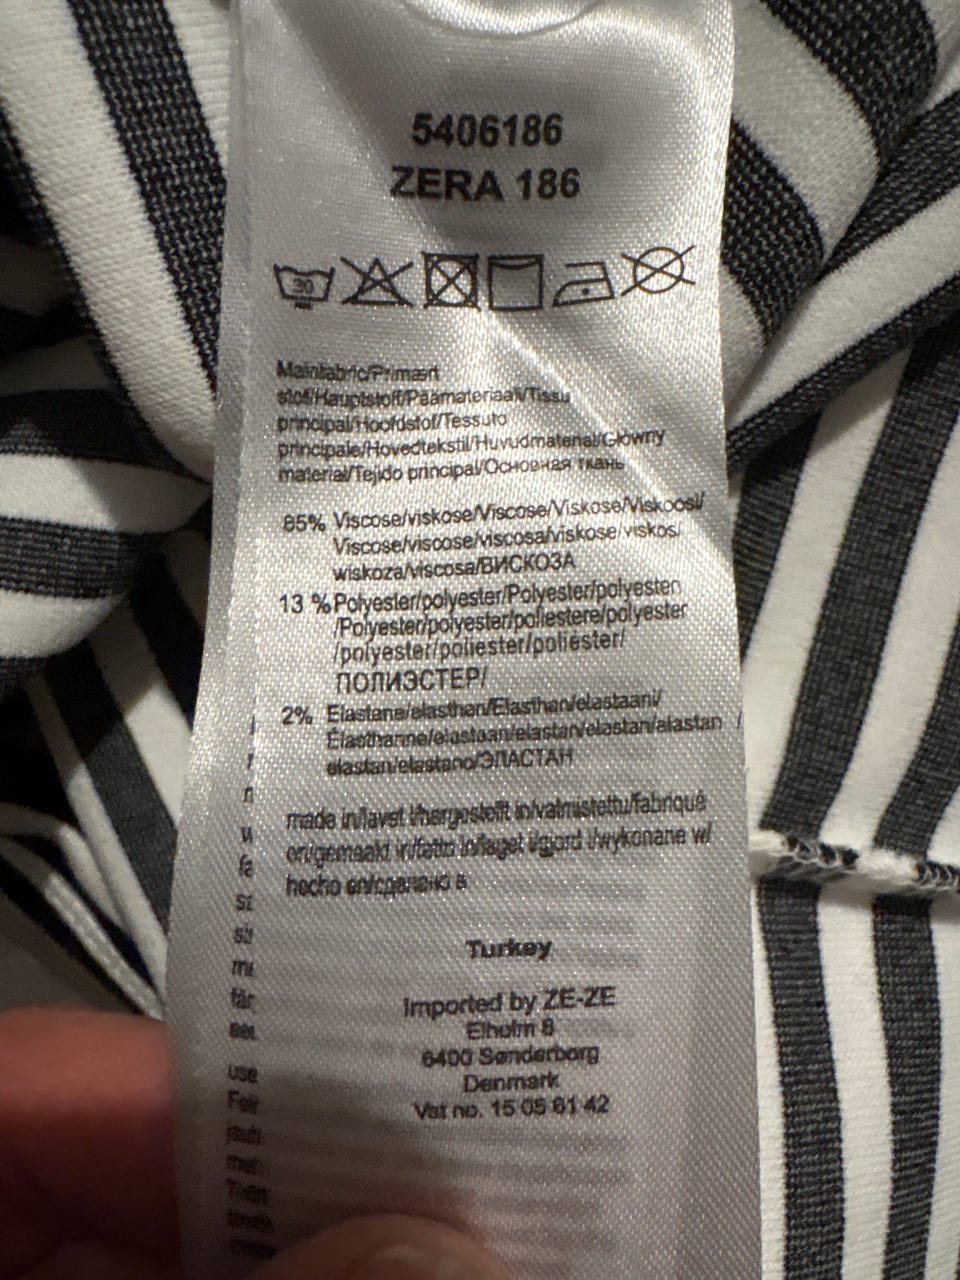 5406186
ZERA 186
30
Mainfabric/Primært
stof/Hauptstoff/Päämateriaali/Tissu
principal/Hoofdstof/Tessuto
principale/Hovedtekstil/Huvudmaterial/Główny
material/Tejido principal/Основная ткань
85% Viscose/viskose/Viscose/Viskose/Viskoosi/
Viscose/viscose/viscosa/viskose/viskos/
wiskoza/viscosa/ВИСКОЗА
13 % Polyester/polyester/Polyester/polyesteri
/Polyester/polyester/poliestere/polyester
/polyester/poliester/poliéster/
ПОЛИЭСТЕР/
2% Elastane/elasthan/Elasthan/elastaani/
Élasthanne/elastaan/elastan/elastan/elastan /
elastan/elastano/ЭЛАСТАН
made in/lavet i/hergestellt in/valmistettu/fabriqué
en/gemaakt in/fatto in/laget i/gjord i/wykonane w/
hecho en/сделано в
Turkey
Imported by ZE-ZE
Elholm 8
6400 Sønderborg
Denmark
Vat no. 15 05 61 42